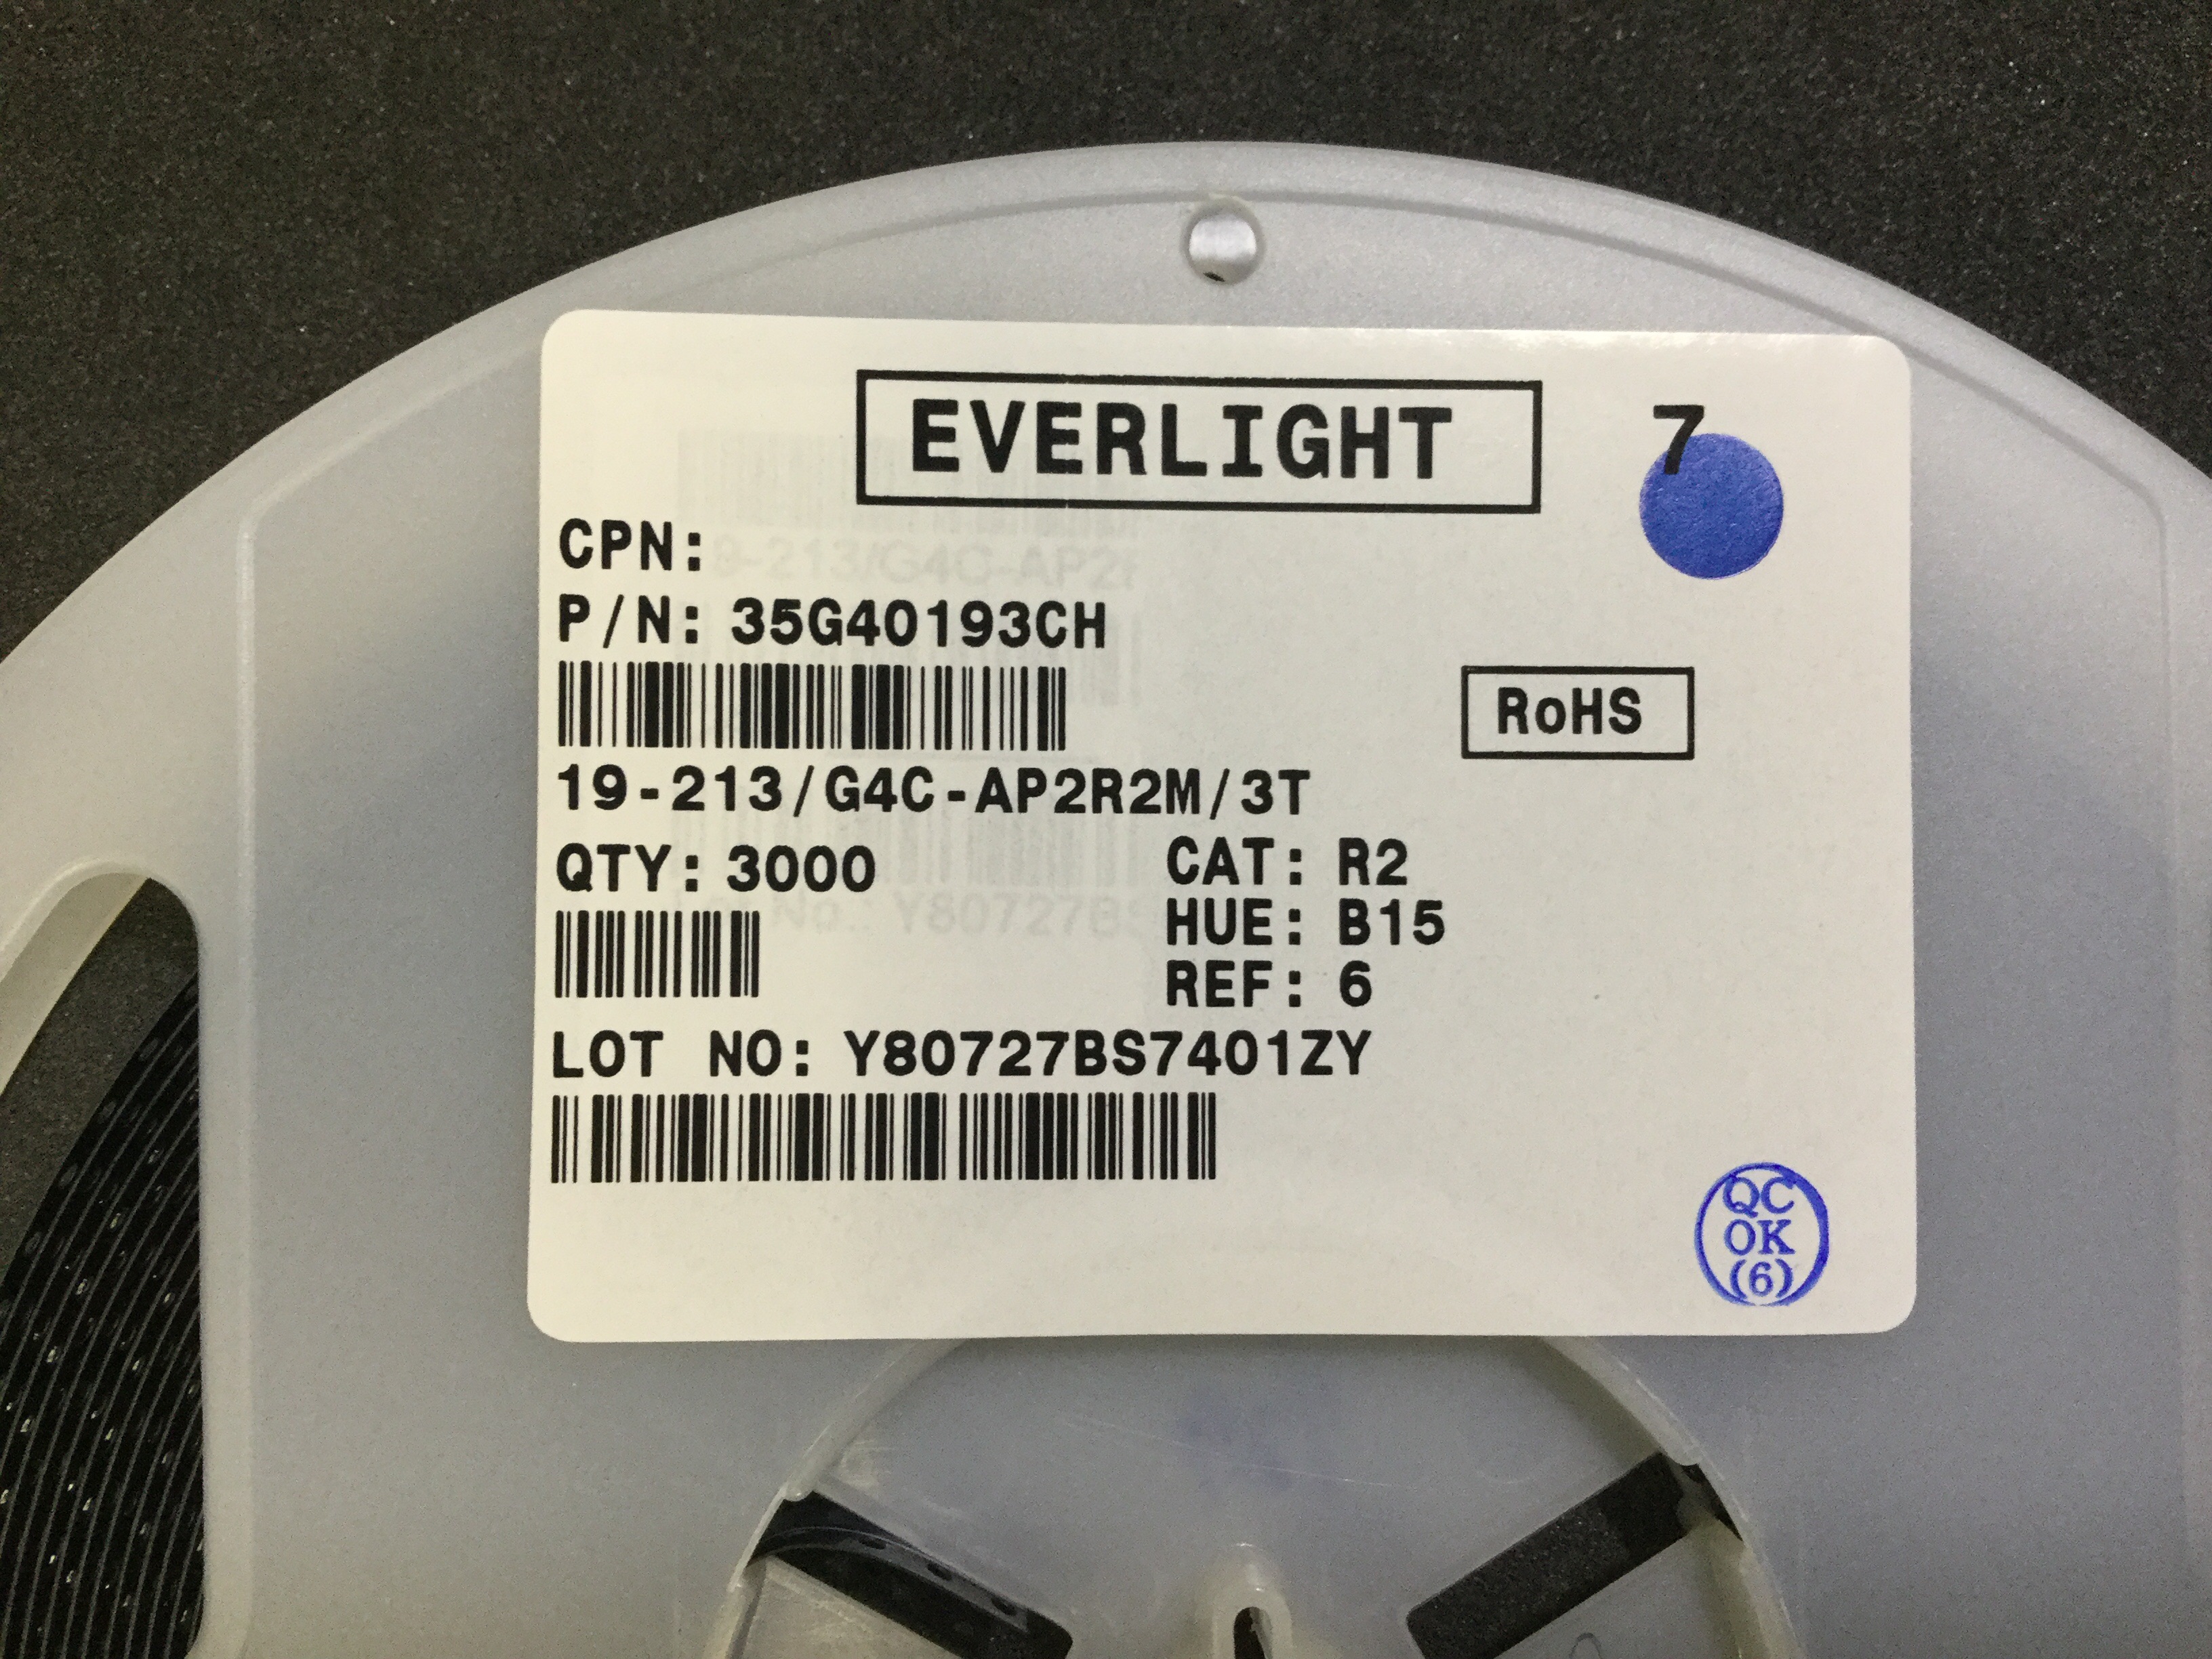 EVERLIGHT 7
CPN:
P/N: 35G40193CH
RoHS
19-213/G4C-AP2R2M/3T
QTY: 3000
CAT: R2
HUE: B15
REF: 6
LOT NO: Y80727BS7401ZY
QC
OK
(6)